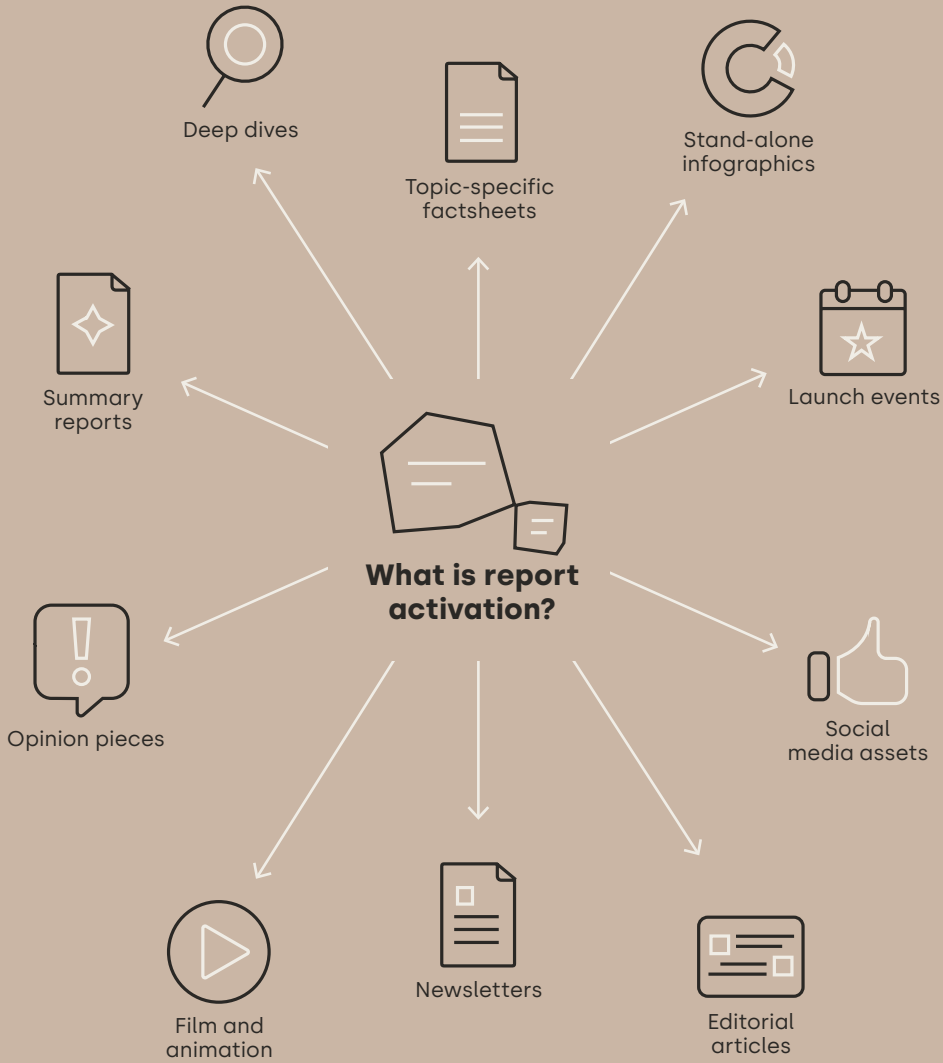 Deep dives
Topic-specific
factsheets
Stand-alone
infographics
Summary
reports
Launch events
What is report
activation?
Opinion pieces
Social
media assets
Film and
animation
Newsletters
Editorial
articles